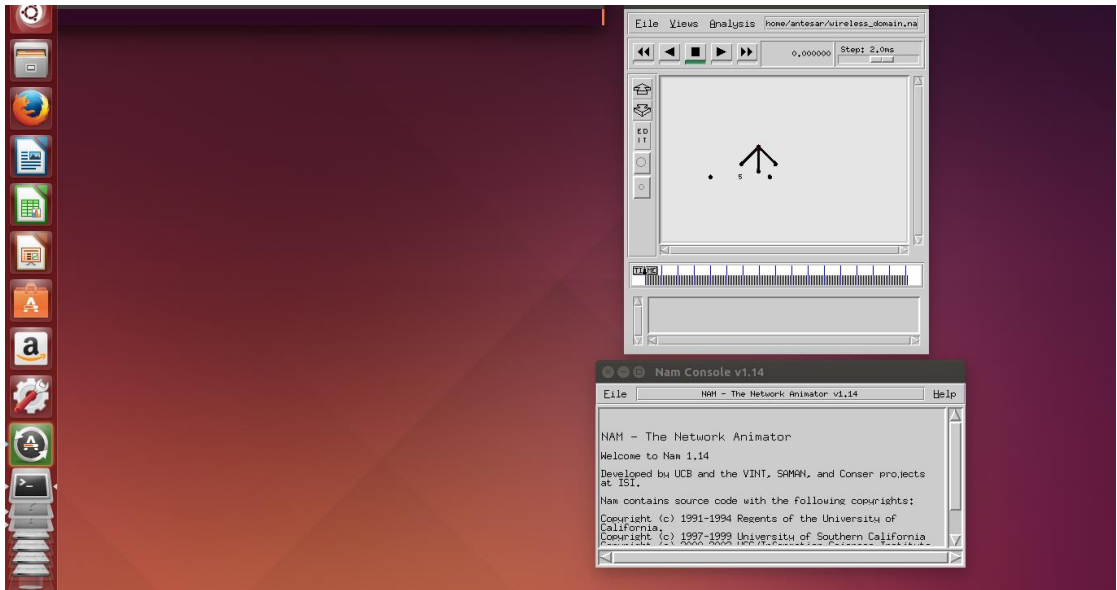 File Views Analysis home/antesar/wireless_domain.na
0.000000 Step: 2.0ms
ED
IT
5
TIME
Nam Console v1.14
File NAM - The Network Animator v1.14 Help
NAM - The Network Animator
Welcome to Nam 1.14
Developed by UCB and the VINT, SAMAN, and Conser projects
at ISI.
Nam contains source code with the following copyrights:
Copyright (c) 1991-1994 Regents of the University of
California.
Copyright (c) 1997-1999 University of Southern California
a
>_